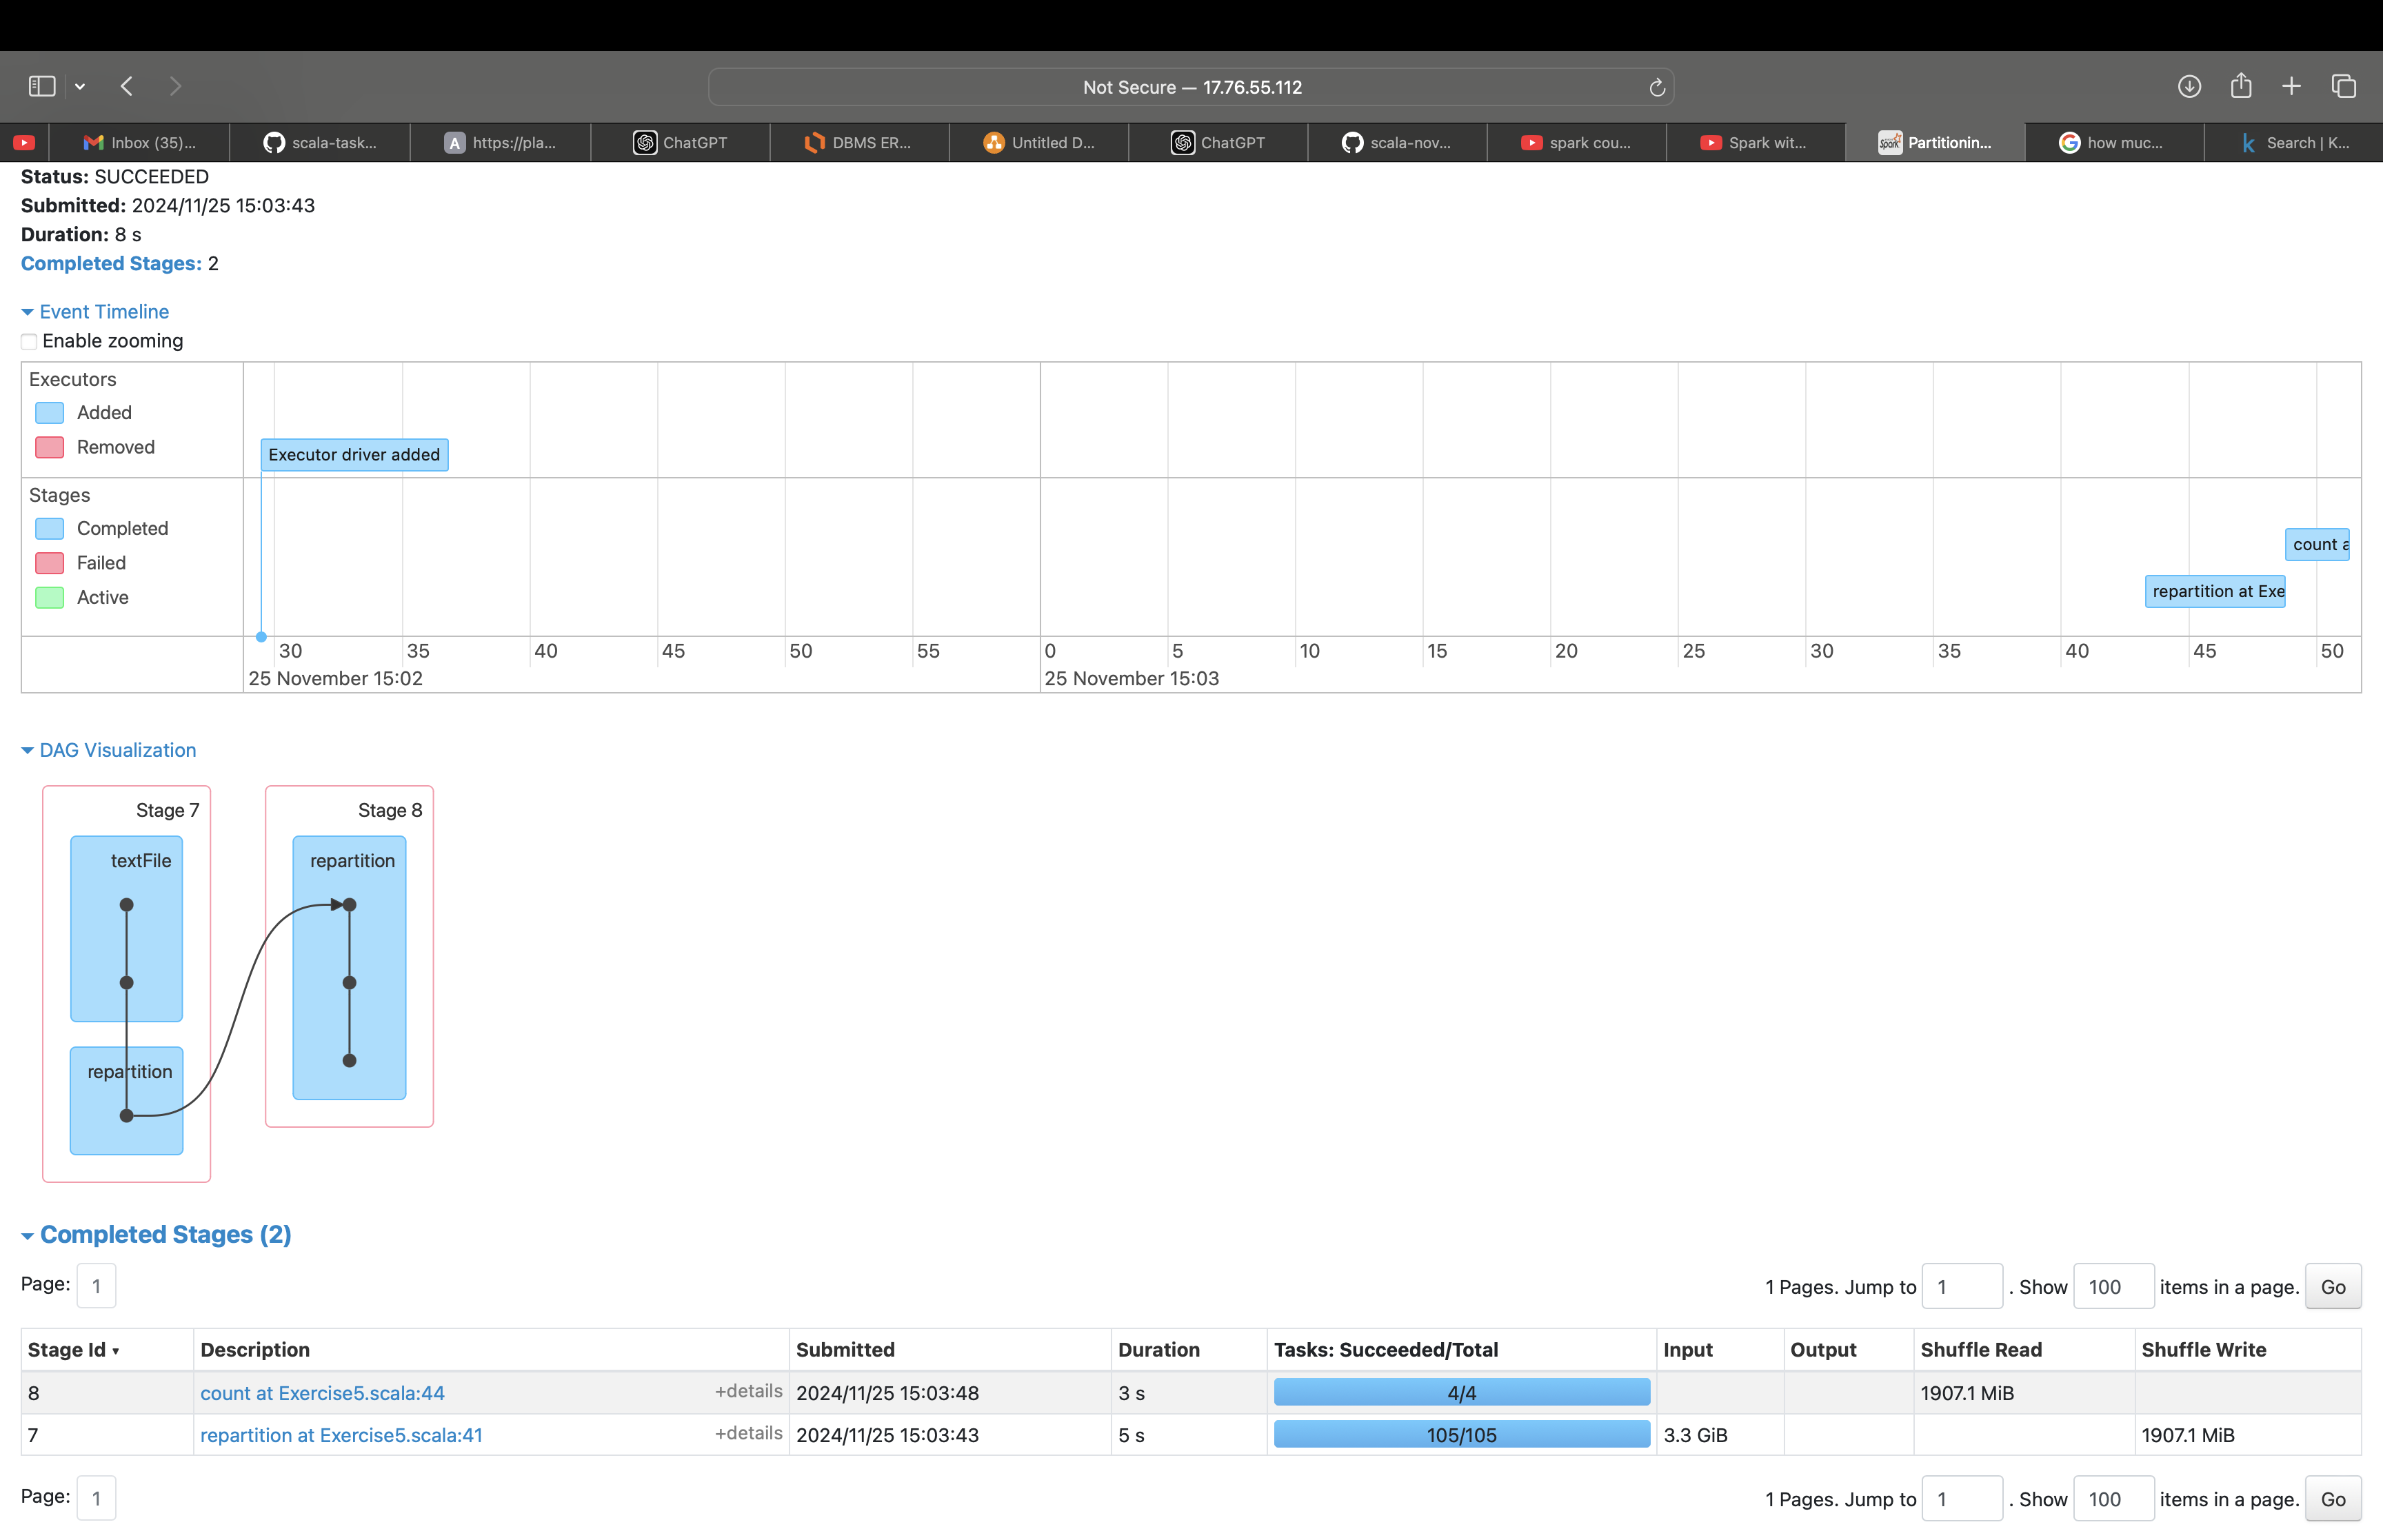 Not Secure — 17.76.55.112
Inbox (35)...
scala-task...
A https://pla...
ChatGPT
DBMS ER...
Untitled D...
ChatGPT
scala-nov...
spark cou...
Spark wit...
Partitionin...
how muc...
Search | K...
Status: SUCCEEDED
Submitted: 2024/11/25 15:03:43
Duration: 8 s
Completed Stages: 2
Event Timeline
Enable zooming
Executors
Added
Removed
Executor driver added
Stages
Completed
Failed
Active
count a
repartition at Exe
30 35 40 45 50 55 0 5 10 15 20 25 30 35 40 45 50
25 November 15:02 25 November 15:03
DAG Visualization
Stage 7 Stage 8
textFile repartition
repartition
Completed Stages (2)
Page: 1 1 Pages. Jump to 1 . Show 100 items in a page. Go
Stage Id ▾ Description Submitted Duration Tasks: Succeeded/Total Input Output Shuffle Read Shuffle Write
8 count at Exercise5.scala:44 +details 2024/11/25 15:03:48 3 s 4/4 1907.1 MiB
7 repartition at Exercise5.scala:41 +details 2024/11/25 15:03:43 5 s 105/105 3.3 GiB 1907.1 MiB
Page: 1 1 Pages. Jump to 1 . Show 100 items in a page. Go